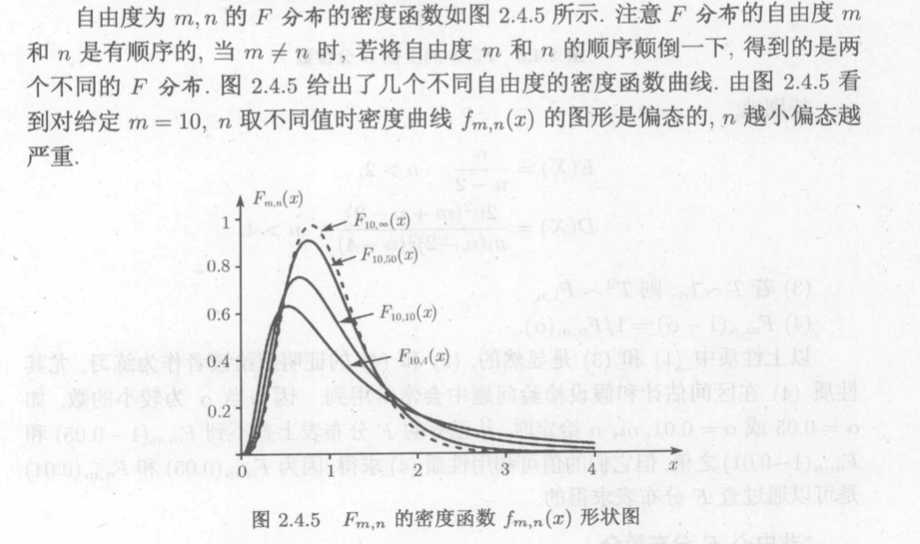 自由度为 m, n 的 F 分布的密度函数如图 2.4.5 所示. 注意 F 分布的自由度 m
和 n 是有顺序的, 当 m ≠ n 时, 若将自由度 m 和 n 的顺序颠倒一下, 得到的是两
个不同的 F 分布. 图 2.4.5 给出了几个不同自由度的密度函数曲线. 由图 2.4.5 看
到对给定 m = 10, n 取不同值时密度曲线 f_{m,n}(x) 的图形是偏态的, n 越小偏态越
严重.
F_{m,n}(x)
1
F_{10,∞}(x)
F_{10,50}(x)
0.8
0.6
F_{10,10}(x)
0.4
0.2
0
1
2
3
4
x
图 2.4.5 F_{m,n} 的密度函数 f_{m,n}(x) 形状图